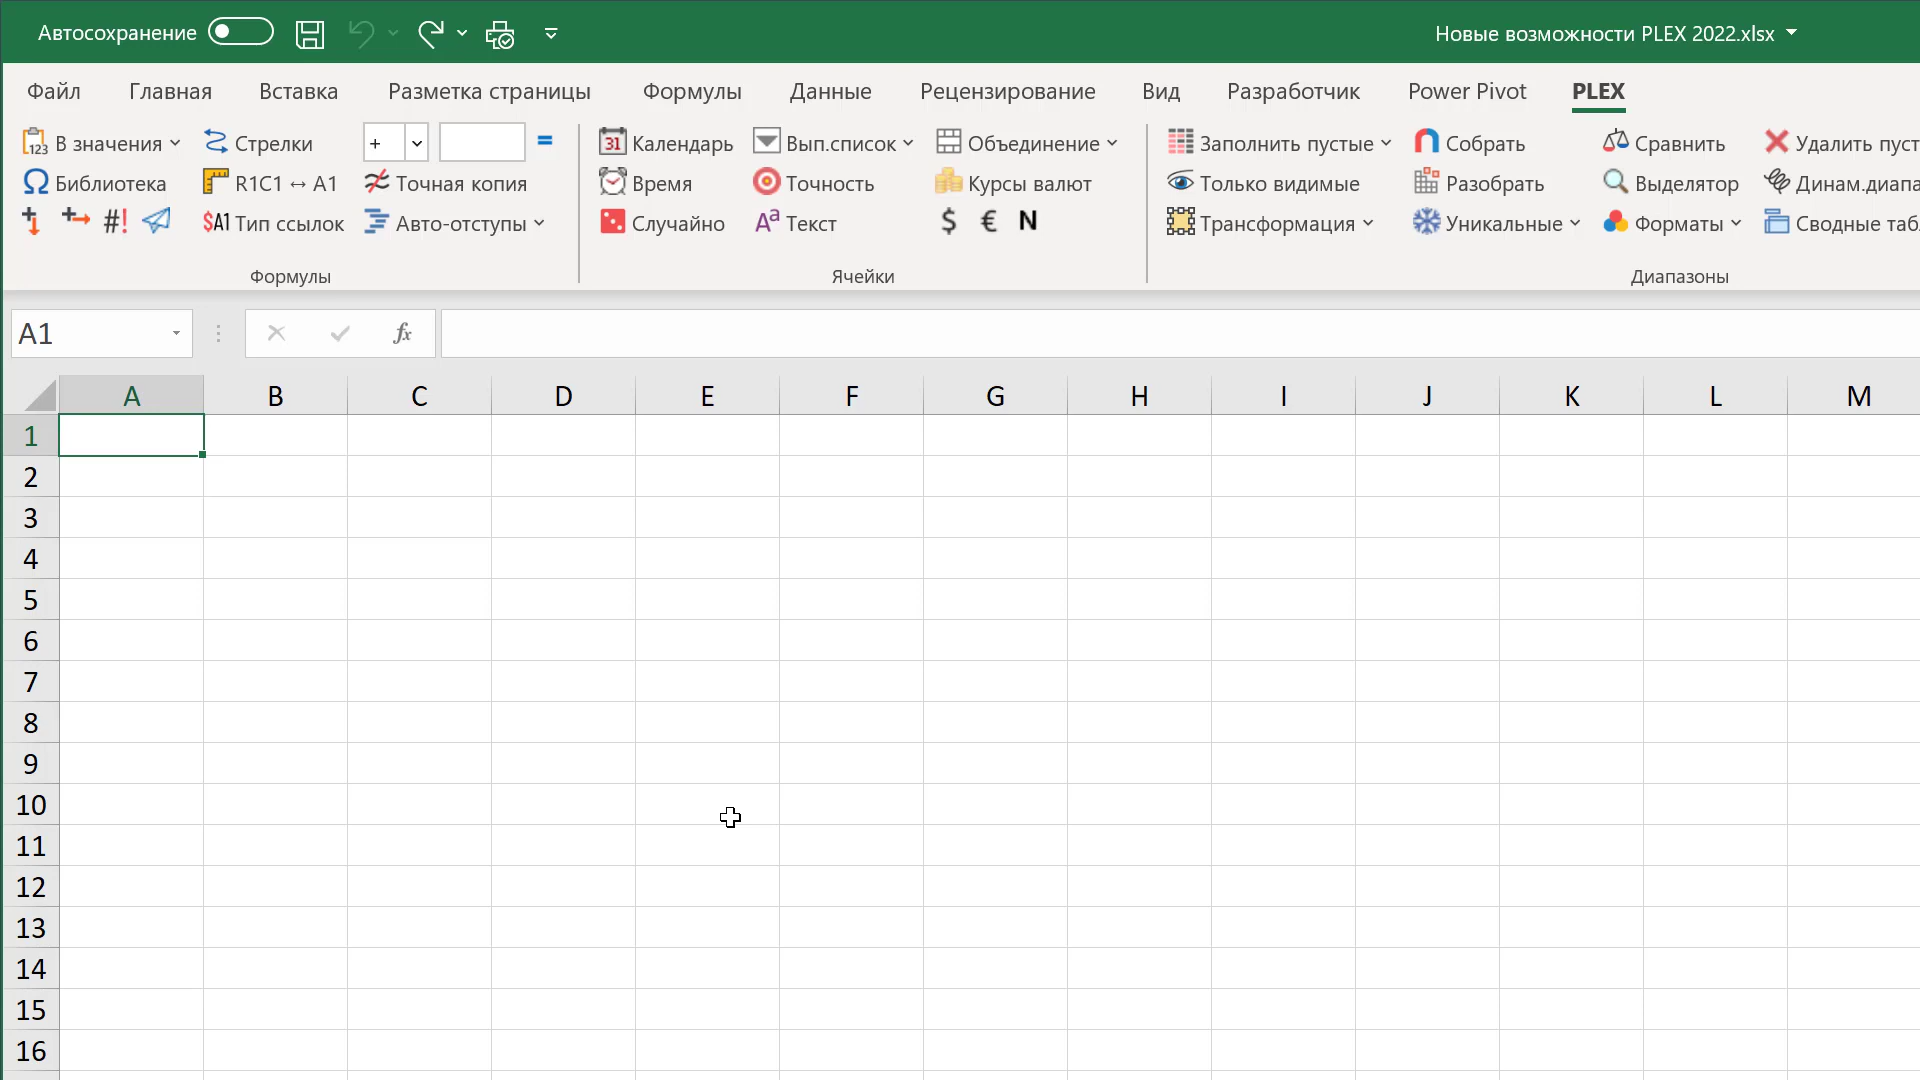 Автосохранение
Новые возможности PLEX 2022.xlsx
Файл Главная Вставка Разметка страницы Формулы Данные Рецензирование Вид Разработчик Power Pivot PLEX
123 В значения Стрелки + = 31 Календарь Вып.список Объединение Заполнить пустые Собрать Сравнить Удалить пуст
Ω Библиотека R1C1 ↔ A1 Точная копия Время Точность Курсы валют Только видимые Разобрать Выделятор Динам.диапа
#! $A1 Тип ссылок Авто-отступы Случайно Aa Текст $ € N Трансформация Уникальные Форматы Сводные таб
Формулы Ячейки Диапазоны
A1 fx
A B C D E F G H I J K L M
1
2
3
4
5
6
7
8
9
10
11
12
13
14
15
16